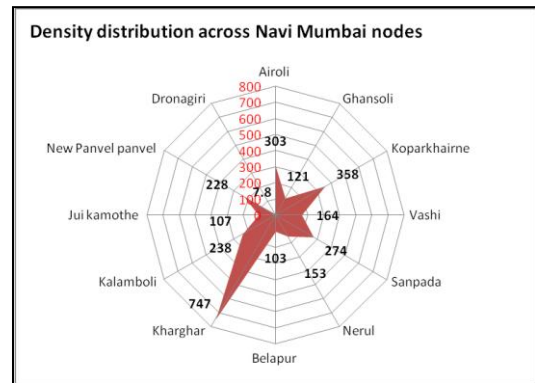 Density distribution across Navi Mumbai nodes
Airoli
Dronagiri
Ghansoli
800
700
600
500
400
300
200
100
0
303
New Panvel panvel
Koparkhairne
228
7.8
121
358
Jui kamothe
107
164
Vashi
238
103
274
Kalamboli
153
Sanpada
747
Kharghar
Nerul
Belapur